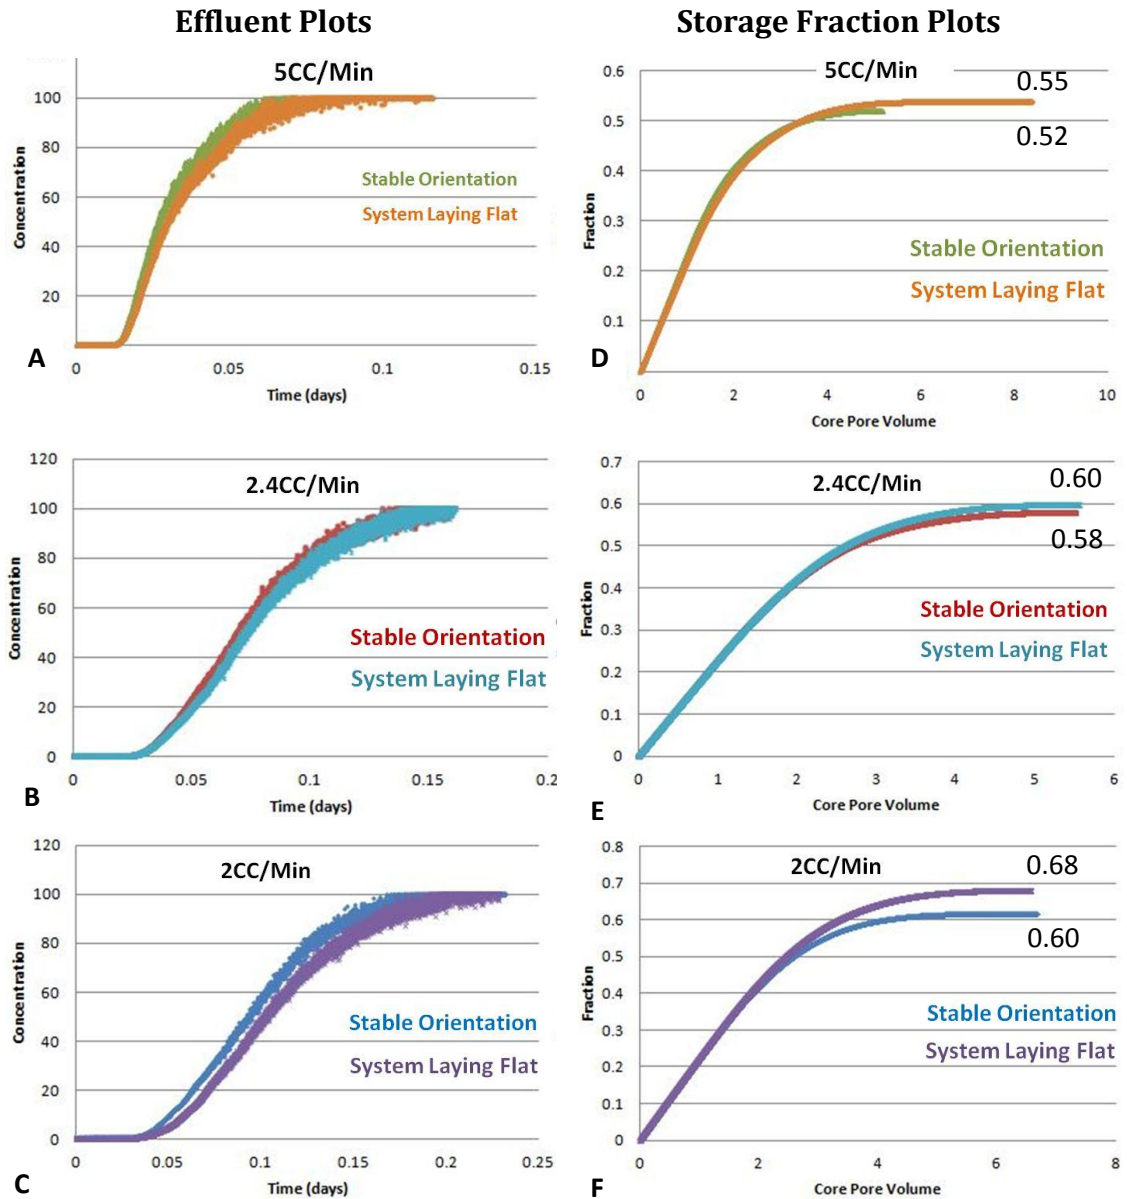 Effluent Plots
Storage Fraction Plots
5CC/Min
100
80
60
40
20
Concentration
Stable Orientation
System Laying Flat
A
0 0.05 0.1 0.15
Time (days)
5CC/Min
0.55
0.52
0.6
0.5
0.4
0.3
0.2
0.1
Fraction
Stable Orientation
System Laying Flat
D
0 2 4 6 8 10
Core Pore Volume
2.4CC/Min
120
100
80
60
40
20
0
Concentration
Stable Orientation
System Laying Flat
0 0.05 0.1 0.15 0.2
B
Time (days)
2.4CC/Min
0.60
0.58
0.7
0.6
0.5
0.4
0.3
0.2
0.1
0
Fraction
Stable Orientation
System Laying Flat
0 1 2 3 4 5 6
E
Core Pore Volume
2CC/Min
120
100
80
60
40
20
0
Concentration
Stable Orientation
System Laying Flat
0 0.05 0.1 0.15 0.2 0.25
C
Time (days)
2CC/Min
0.68
0.60
0.8
0.7
0.6
0.5
0.4
0.3
0.2
0.1
0
Fraction
Stable Orientation
System Laying Flat
0 2 4 6 8
F
Core Pore Volume